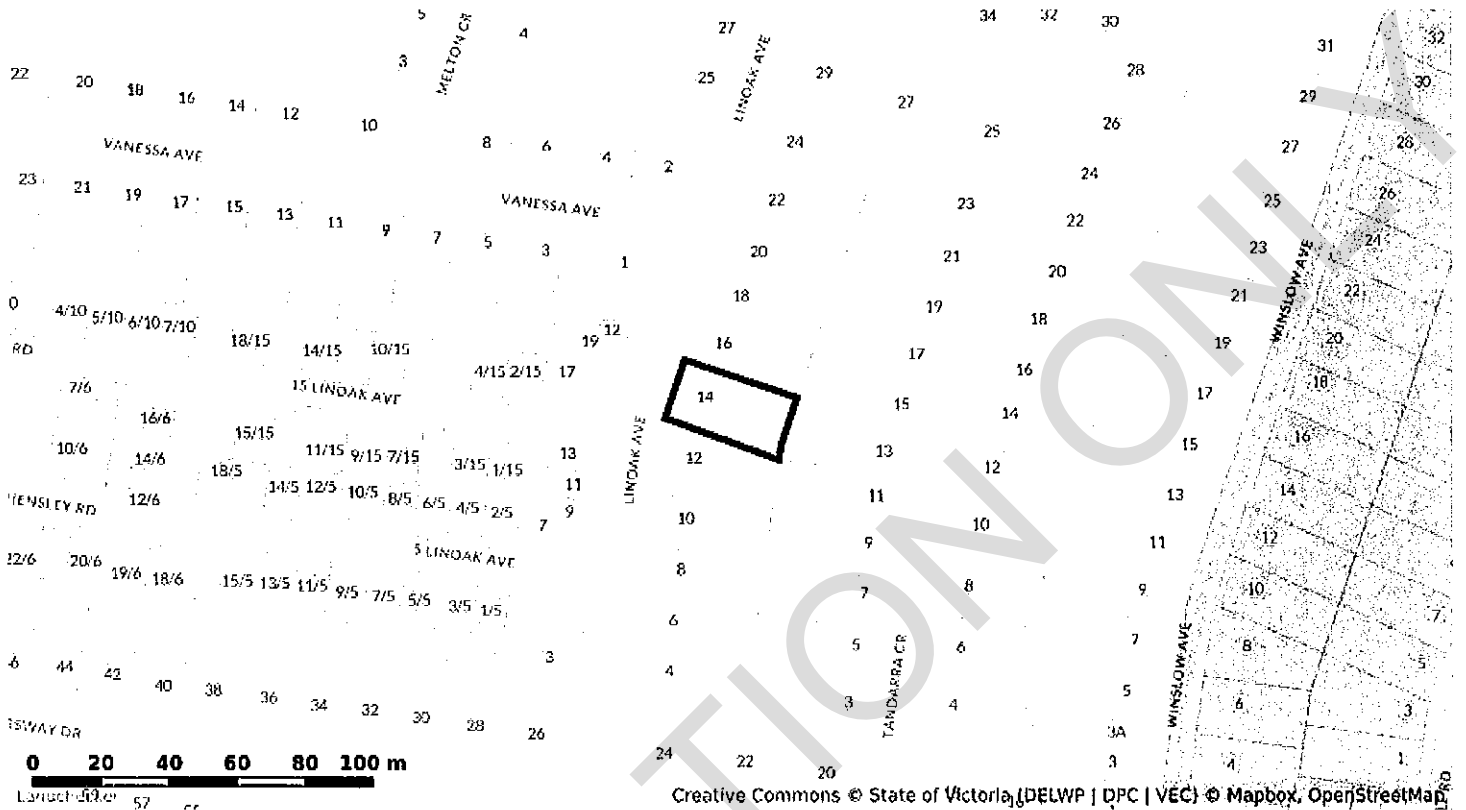 5 4 27 34 32 30 32
MELTON CR
LINOAK AVE
3 25 29 28 31 30
22 20 18 16 14 12 10 27 26 29
VANESSA AVE
8 6 4 2 24 25 27 28
23 21 19 17 15 13 11 9 7 5 3 1
VANESSA AVE
22 23 24 25 26
20 21 22 23 24
WINSLOW AVE
18 19 20 21 22
0 4/10 5/10 6/10 7/10 18/15 14/15 10/15 19 12 16 17 18 19 20
RD
4/15 2/15 17
15 LINOAK AVE
7/6 16/6 14 15 16 17 18
15/15 11/15 9/15 7/15 3/15 1/15 13 12 13 14 15 16
10/6 14/6 18/5 14/5 12/5 10/5 8/5 6/5 4/5 2/5 11 9 7
LINOAK AVE
HENSLEY RD
12/6 10 11 12 13 14
5 LINOAK AVE
22/6 20/6 19/6 18/6 15/5 13/5 11/5 9/5 7/5 5/5 3/5 1/5 8 9 10 11 12
6 7 8 9 10 7
3 4 5 6 7 8 5
TANDARRA CR
WINSLOW AVE
44 42 40 38 36 34 32 30 28 26 3 4 5 6 3
SWAY DR
24 22 20 3A 3 4 1
RD
0 20 40 60 80 100 m
59 57
Creative Commons © State of Victoria (DELWP | DPC | VEC) © Mapbox, OpenStreetMap
TION ONLY